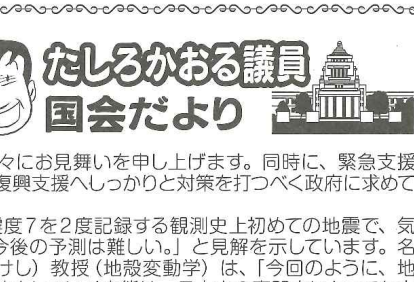 たしろかおる議員
国会だより
々にお見舞いを申し上げます。同時に、緊急支援
復興支援へしっかりと対策を打つべく政府に求めて
度7を2度記録する観測史上初めての地震で、気
今後の予測は難しい。」と見解を示しています。名
けし）教授（地殻変動学）は、「今回のように、地